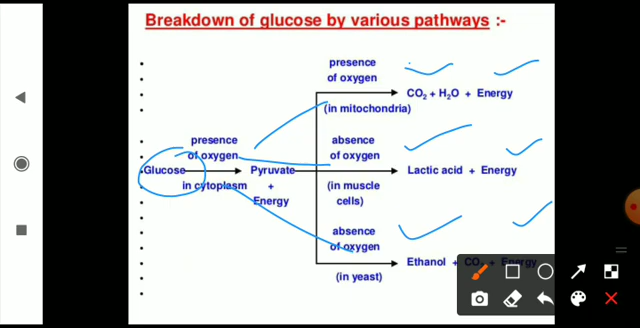 Breakdown of glucose by various pathways :-
presence
of oxygen
CO₂ + H₂O + Energy
(in mitochondria)
presence
of oxygen
absence
of oxygen
Glucose
Pyruvate
Lactic acid + Energy
in cytoplasm
+
Energy
(in muscle
cells)
absence
of oxygen
Ethanol + CO₂ + Energy
(in yeast)